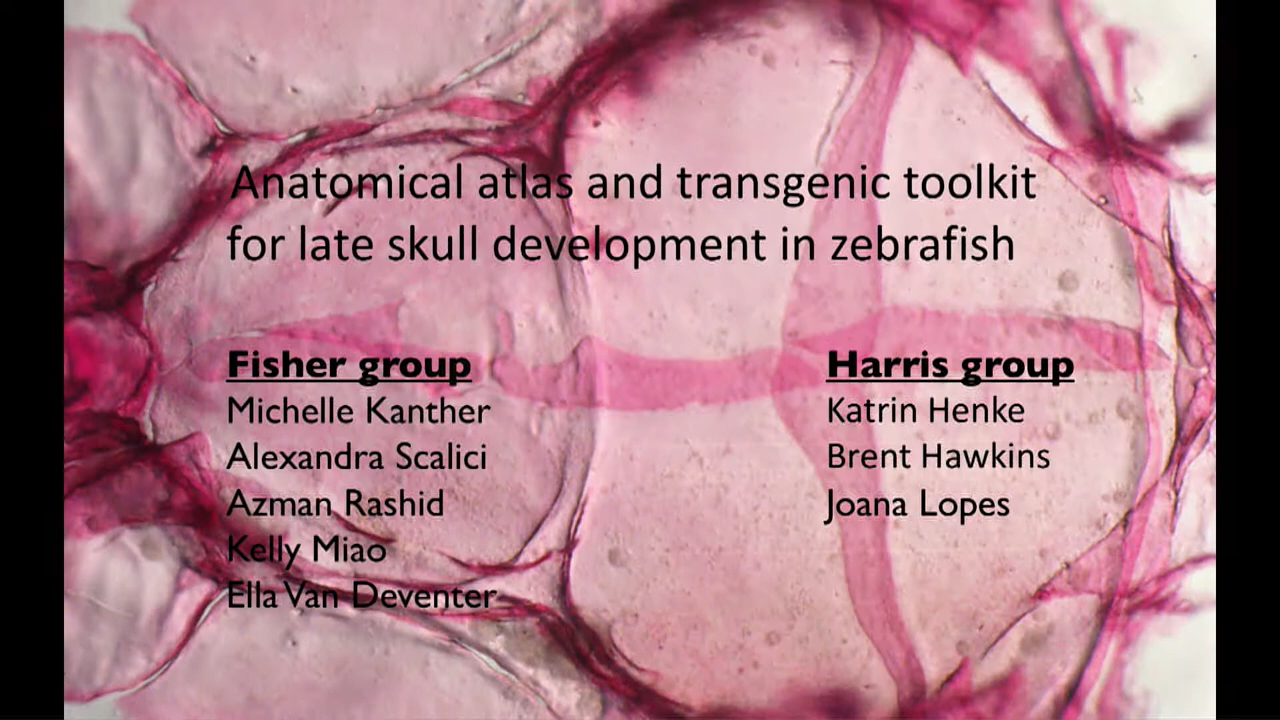 Anatomical atlas and transgenic toolkit
for late skull development in zebrafish
Fisher group
Michelle Kanther
Alexandra Scalici
Azman Rashid
Kelly Miao
Ella Van Deventer
Harris group
Katrin Henke
Brent Hawkins
Joana Lopes